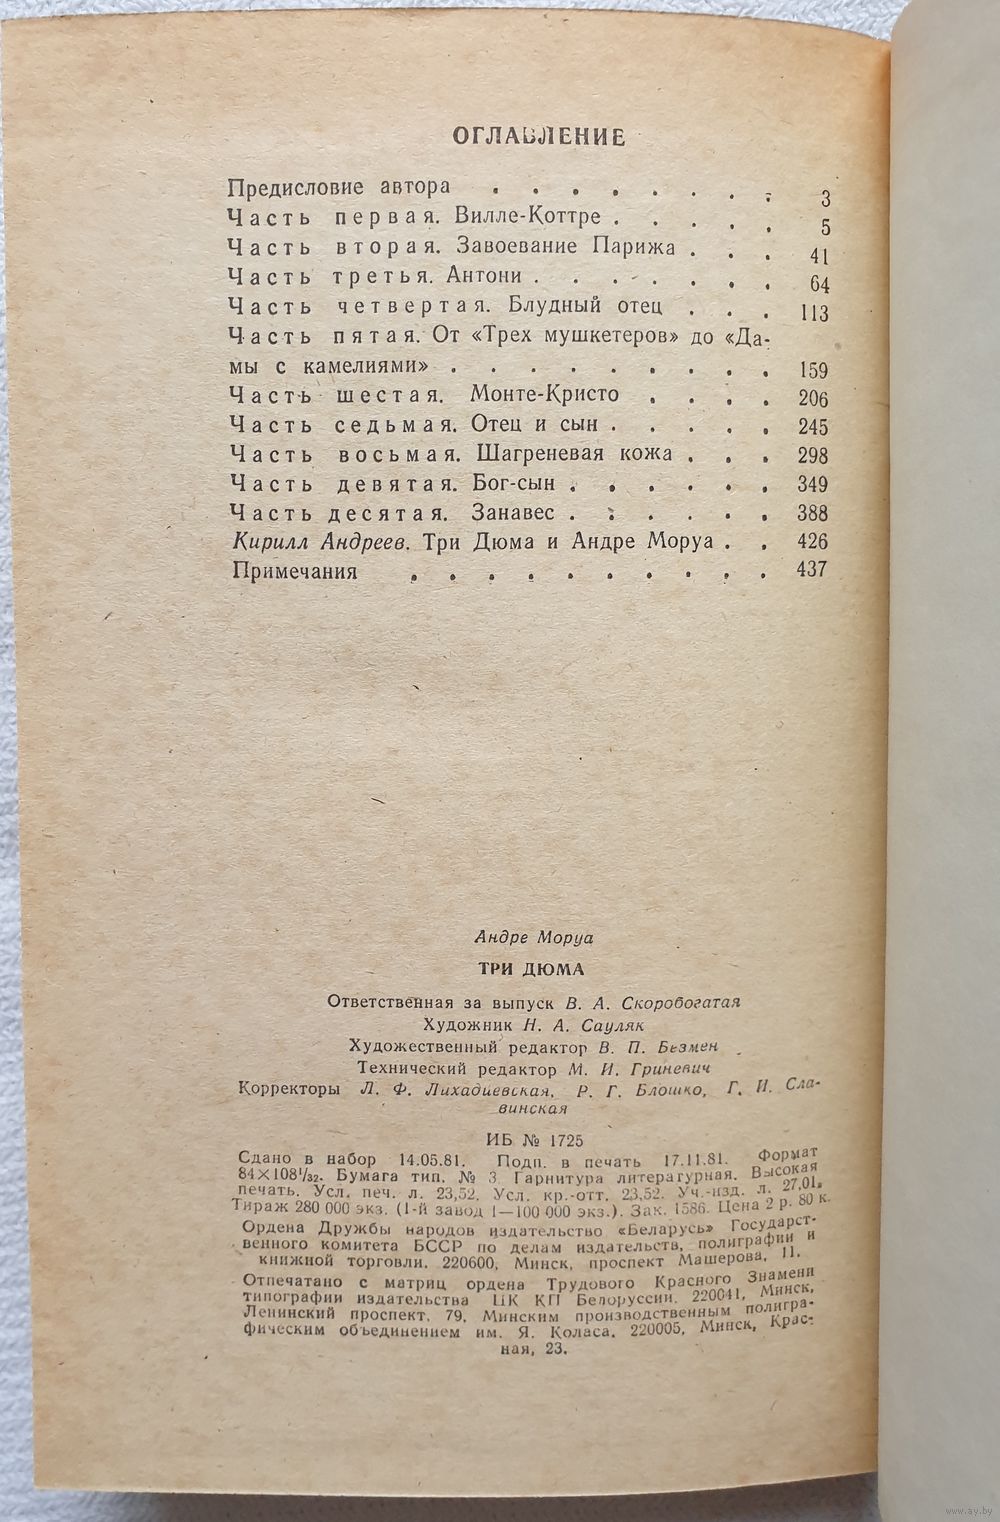 ОГЛАВЛЕНИЕ
Предисловие автора . . . . . . . . 3
Часть первая. Вилле-Коттре . . . . . 5
Часть вторая. Завоевание Парижа . . . 41
Часть третья. Антони . . . . . . . 64
Часть четвертая. Блудный отец . . . 113
Часть пятая. От «Трех мушкетеров» до «Да-
мы с камелиями» . . . . . . . . . 159
Часть шестая. Монте-Кристо . . . . 206
Часть седьмая. Отец и сын . . . . . 245
Часть восьмая. Шагреневая кожа . . . 298
Часть девятая. Бог-сын . . . . . . 349
Часть десятая. Занавес . . . . . . 388
Кирилл Андреев. Три Дюма и Андре Моруа . . 426
Примечания . . . . . . . . . . 437
Андре Моруа
ТРИ ДЮМА
Ответственная за выпуск В. А. Скоробогатая
Художник Н. А. Сауляк
Художественный редактор В. П. Безмен
Технический редактор М. И. Гриневич
Корректоры Л. Ф. Лихадиевская, Р. Г. Блошко, Г. И. Сла-
винская
ИБ № 1725
Сдано в набор 14.05.81. Подп. в печать 17.11.81. Формат
84×108¹/₃₂. Бумага тип. № 3. Гарнитура литературная. Высокая
печать. Усл. печ. л. 23,52. Усл. кр.-отт. 23,52. Уч.-изд. л. 27,01.
Тираж 280 000 экз. (1-й завод 1—100 000 экз.). Зак. 1586. Цена 2 р. 80 к.
Ордена Дружбы народов издательство «Беларусь» Государст-
венного комитета БССР по делам издательств, полиграфии и
книжной торговли. 220600, Минск, проспект Машерова, 11.
Отпечатано с матриц ордена Трудового Красного Знамени
типографии издательства ЦК КП Белоруссии. 220041, Минск,
Ленинский проспект, 79, Минским производственным полигра-
фическим объединением им. Я. Коласа. 220005, Минск, Крас-
ная, 23.
www.ay.by